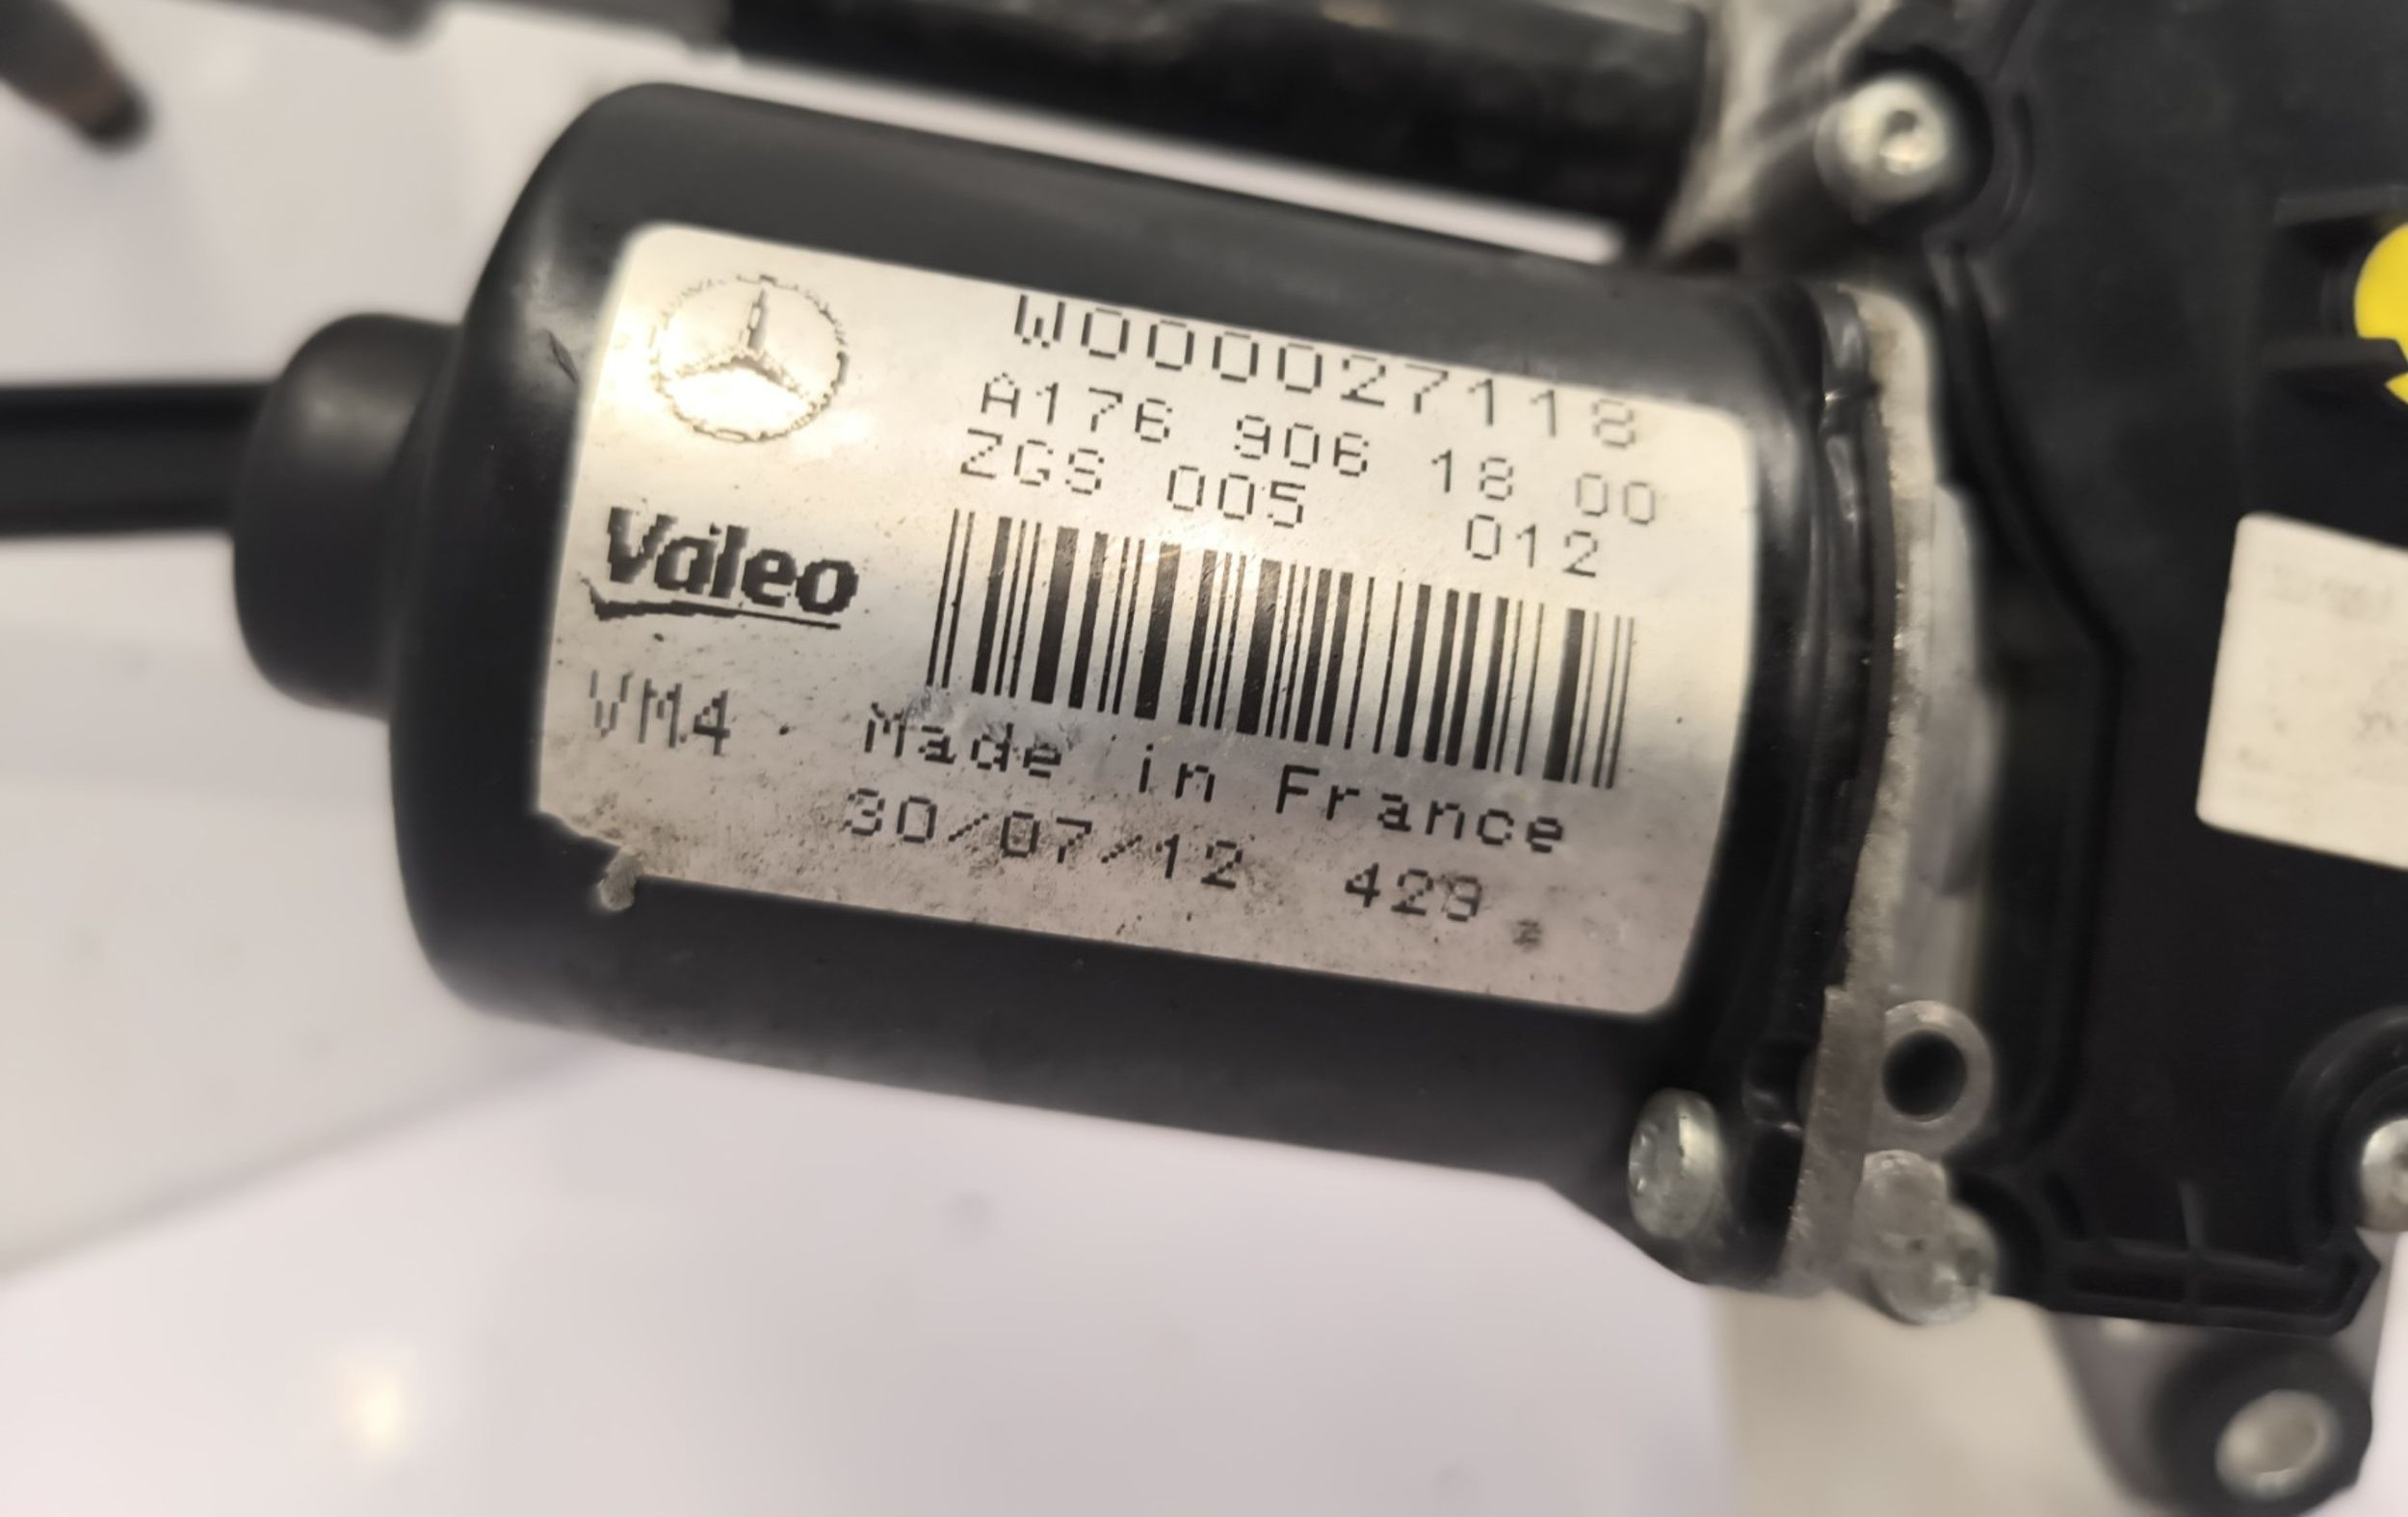 W000027118
A176 906 18 00
ZGS 005 012
Valeo
VM4 Made in France
30/07/12 429